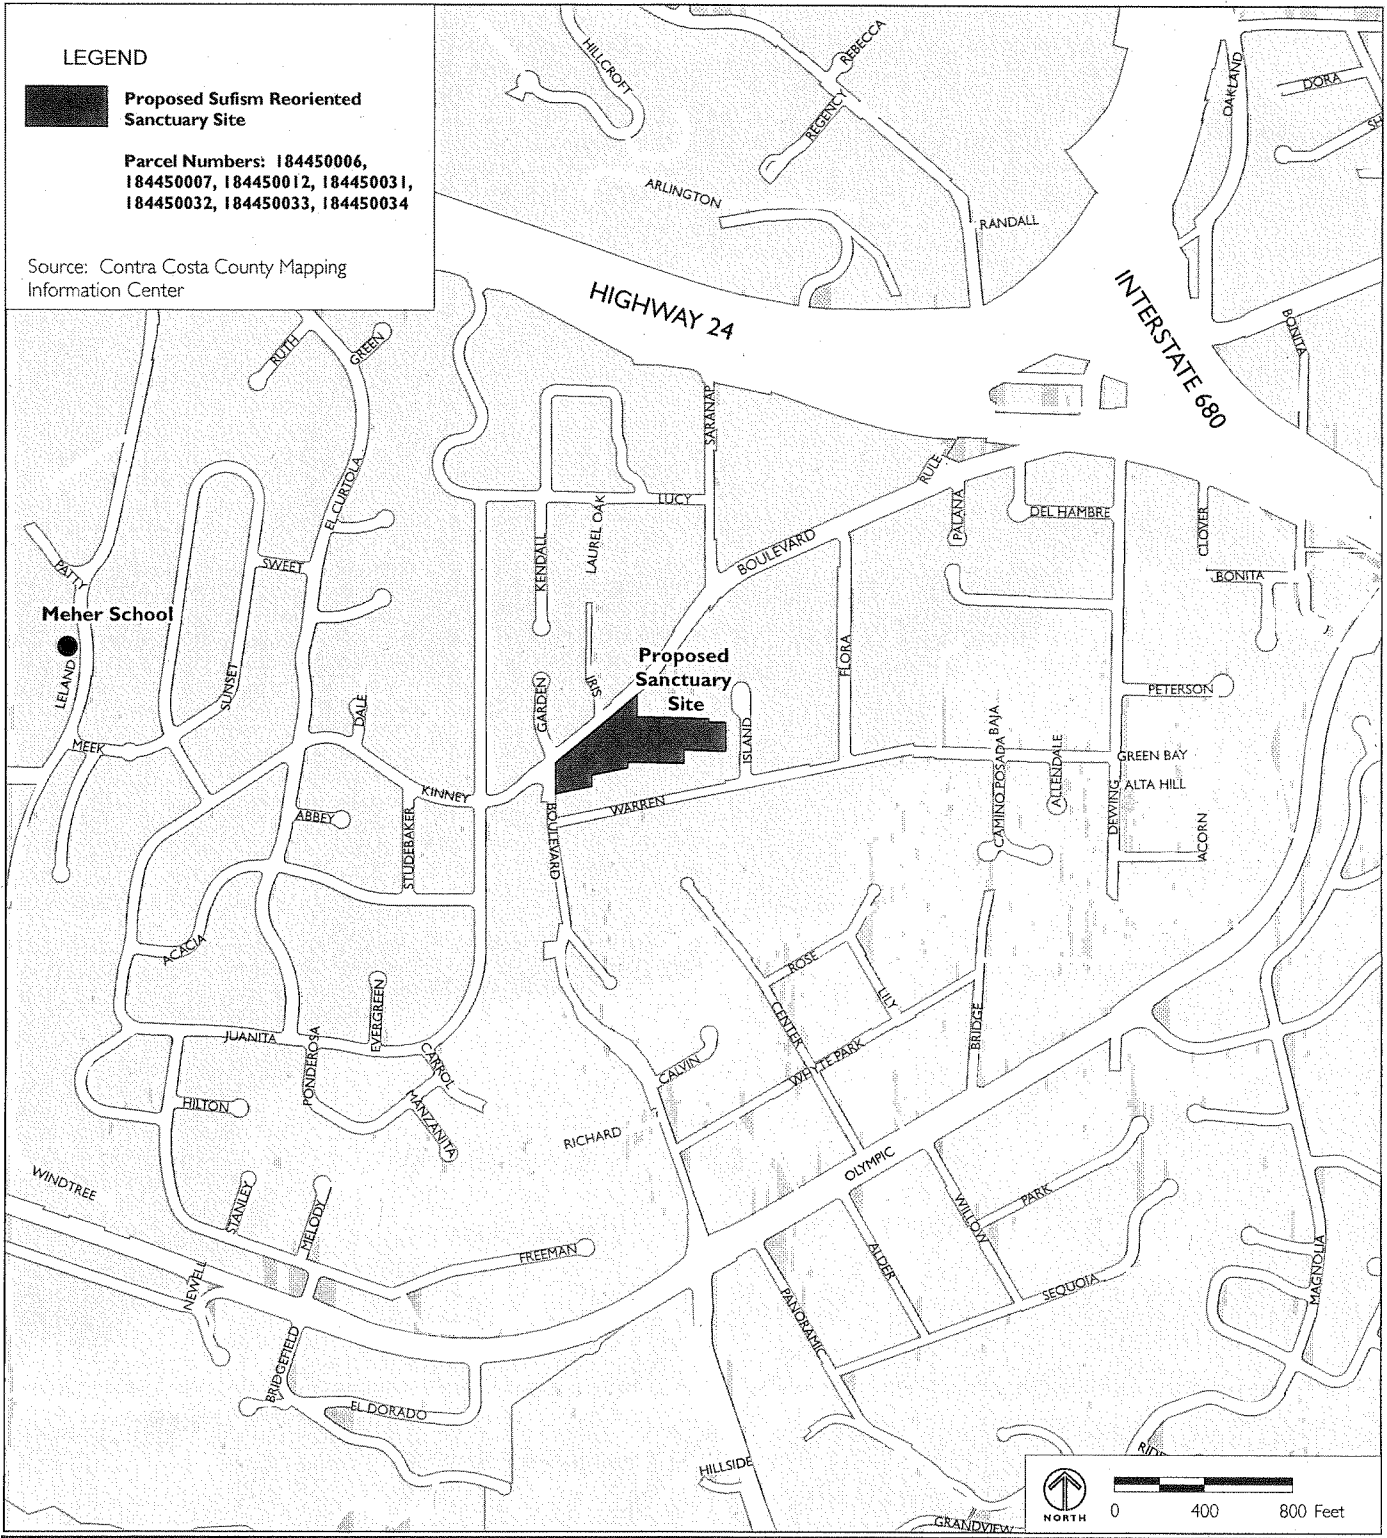 LEGEND
Proposed Sufism Reoriented
Sanctuary Site
Parcel Numbers: 184450006,
184450007, 184450012, 184450031,
184450032, 184450033, 184450034
Source: Contra Costa County Mapping
Information Center
HILLCROFT
REBECCA
REGENCY
ARLINGTON
RANDALL
OAKLAND
DORA
SH
HIGHWAY 24
INTERSTATE 680
BONITA
RUTH
GREEN
SARANAP
EL CURTOLA
LUCY
RULE
KENDALL
LAUREL OAK
PALANA
DEL HAMBRE
CLOVER
BOULEVARD
PATTY
SWEET
BONITA
Meher School
LELAND
SUNSET
DALE
GARDEN
IRIS
Proposed
Sanctuary
Site
FLORA
ISLAND
PETERSON
MEEK
BAJA
CAMINO POSADA
ALLENDALE
GREEN BAY
ALTA HILL
DEWING
ACORN
KINNEY
WARREN
ABBEY
STUDEBAKER
BOULEVARD
ACACIA
ROSE
LILY
EVERGREEN
CENTER
BRIDGE
JUANITA
PONDEROSA
CARROL
CALVIN
WHYTE PARK
HILTON
MANZANITA
RICHARD
OLYMPIC
WINDTREE
STANLEY
MELODY
WILLOW
PARK
FREEMAN
ALDER
MAGNOLIA
NEWELL
SEQUOIA
PANORAMIC
BRIDGEFIELD
EL DORADO
HILLSIDE
GRANDVIEW
NORTH
0 400 800 Feet